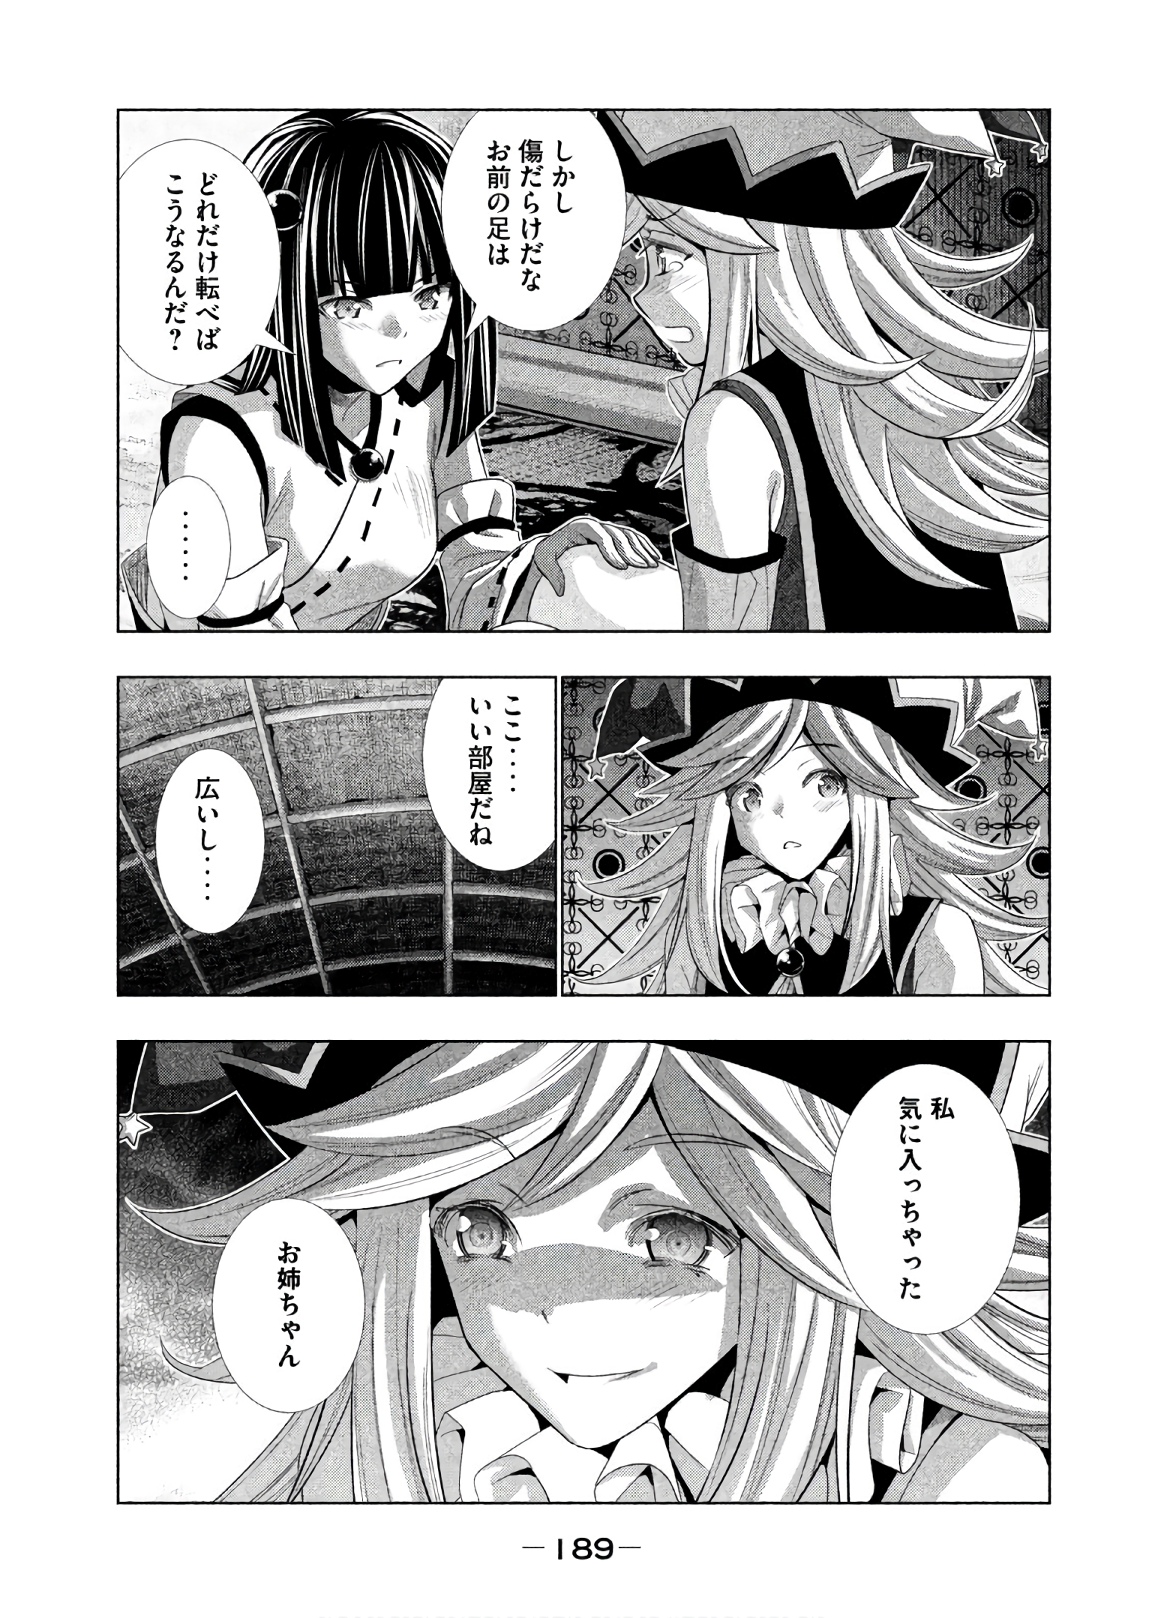 しかし
傷だらけだな
お前の足は
どれだけ転べば
こうなるんだ?
・・・・・・・
ここ・・・・
いい部屋だね
広いし・・・・
私
気に入っちゃった
お姉ちゃん
—189—